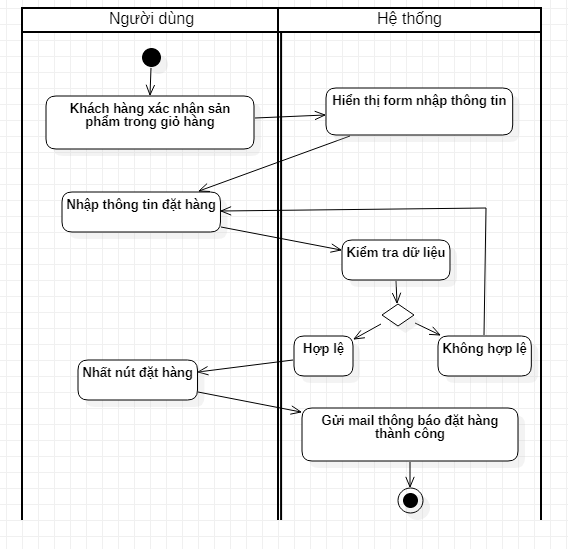 Người dùng
Hệ thống
Khách hàng xác nhận sản
phẩm trong giỏ hàng
Hiển thị form nhập thông tin
Nhập thông tin đặt hàng
Kiểm tra dữ liệu
Hợp lệ
Không hợp lệ
Nhất nút đặt hàng
Gửi mail thông báo đặt hàng
thành công